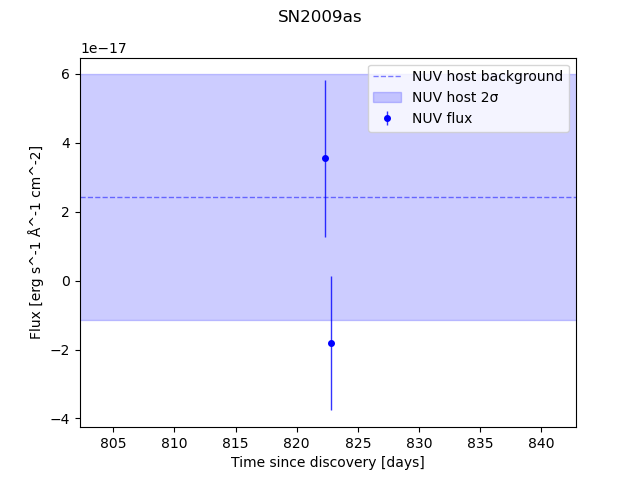 SN2009as
1e−17
NUV host background
NUV host 2σ
NUV flux
6
4
2
0
−2
−4
Flux [erg s^-1 Å^-1 cm^-2]
805 810 815 820 825 830 835 840
Time since discovery [days]